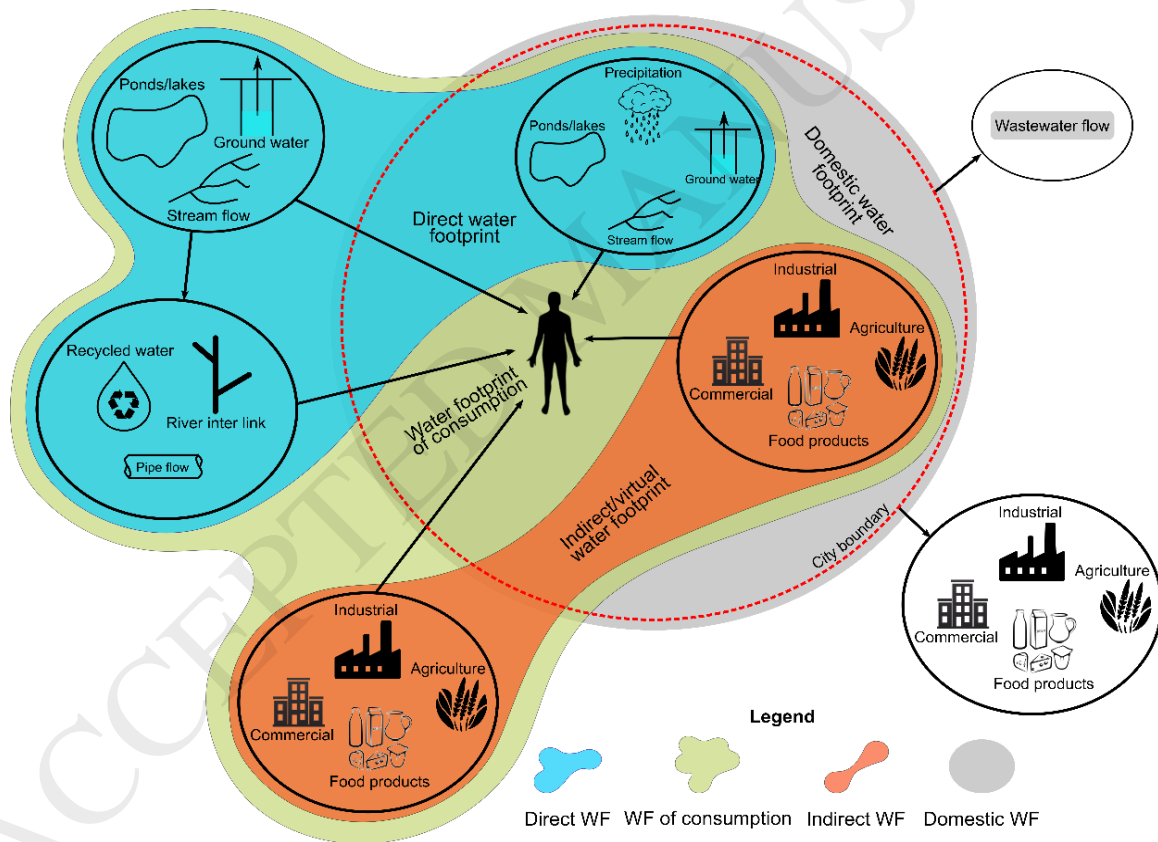 ACCEPTED MANUS
Ponds/lakes
Ground water
Stream flow
Precipitation
Ponds/lakes
Ground water
Stream flow
Wastewater flow
Domestic water
footprint
Direct water
footprint
Industrial
Agriculture
Commercial
Food products
Recycled water
River inter link
Pipe flow
Water footprint
of consumption
Indirect/virtual
water footprint
City boundary
Industrial
Agriculture
Commercial
Food products
Industrial
Agriculture
Commercial
Food products
Legend
Direct WF
WF of consumption
Indirect WF
Domestic WF